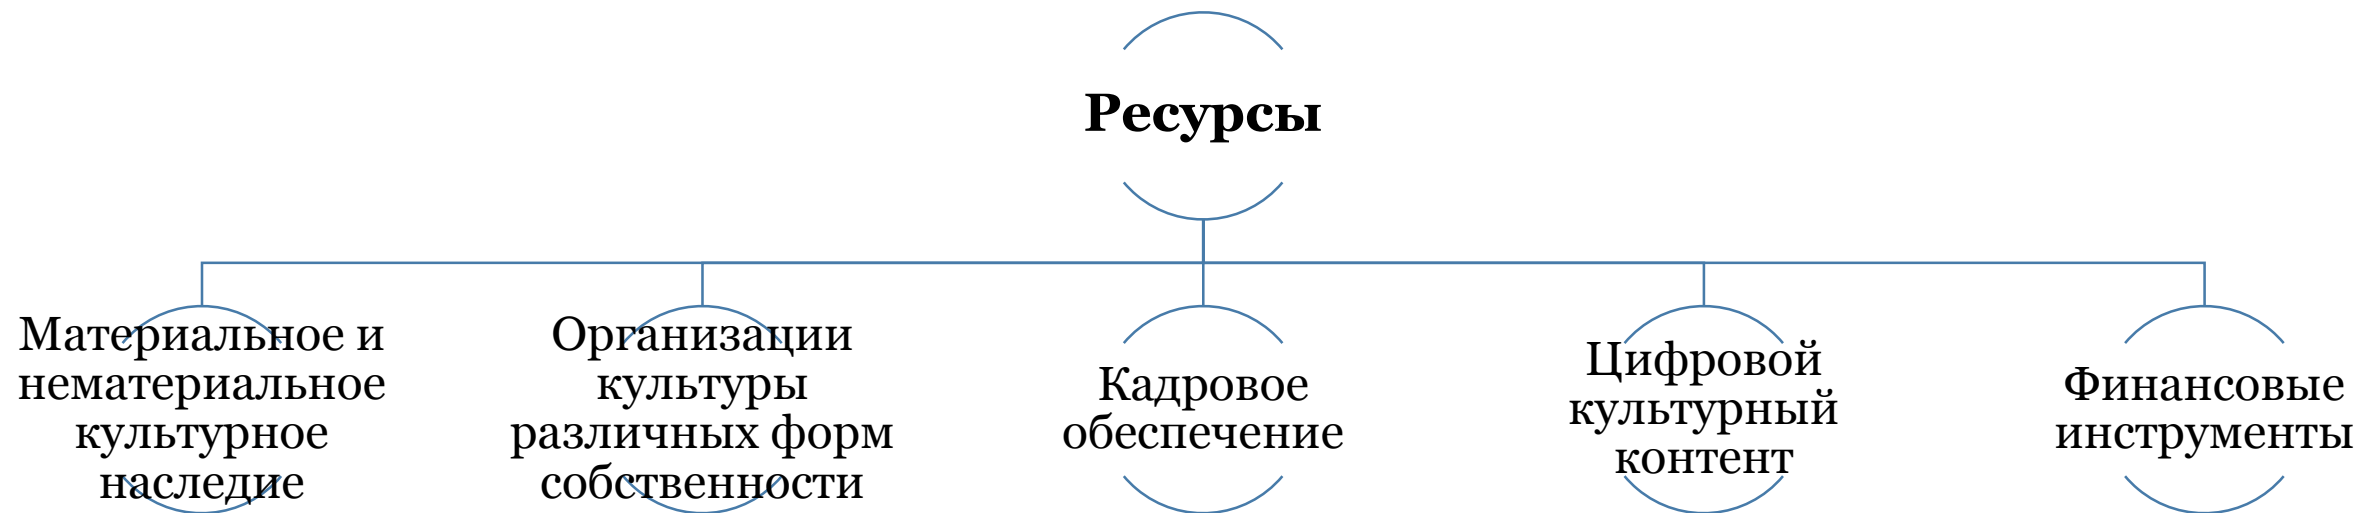 Ресурсы
Материальное и
нематериальное
культурное
наследие
Организации
культуры
различных форм
собственности
Кадровое
обеспечение
Цифровой
культурный
контент
Финансовые
инструменты